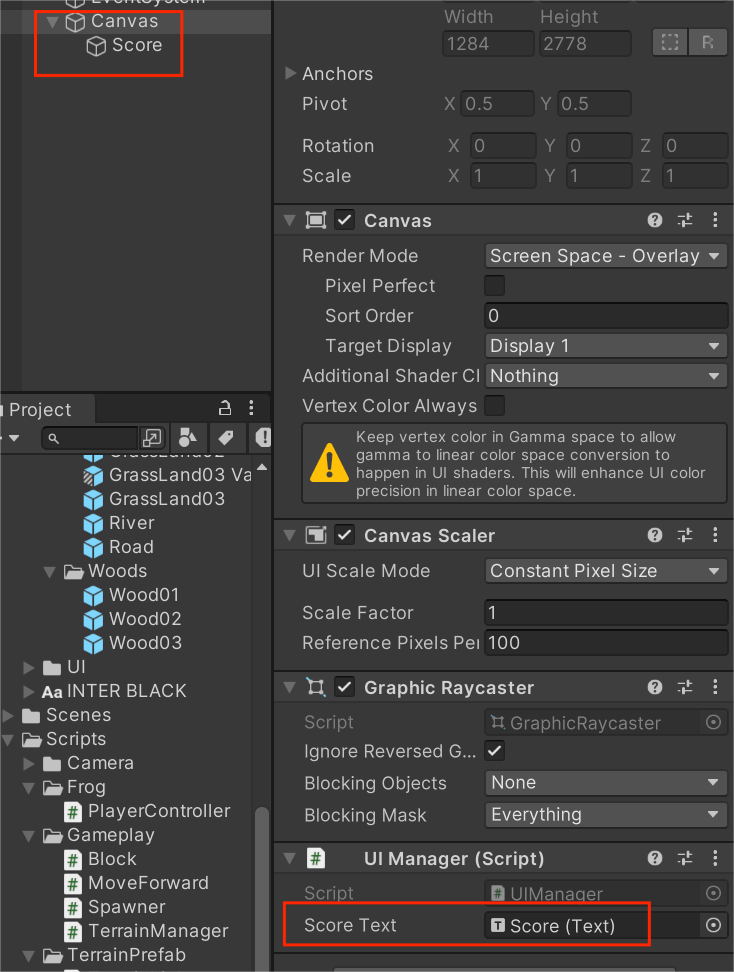 EventSystem
Canvas
Score
Project
GrassLand02
GrassLand03 Va
GrassLand03
River
Road
Woods
Wood01
Wood02
Wood03
UI
Aa INTER BLACK
Scenes
Scripts
Camera
Frog
# PlayerController
Gameplay
# Block
# MoveForward
# Spawner
# TerrainManager
TerrainPrefab
Width Height
1284 2778
R
Anchors
Pivot X 0.5 Y 0.5
Rotation X 0 Y 0 Z 0
Scale X 1 Y 1 Z 1
Canvas
Render Mode Screen Space - Overlay
Pixel Perfect
Sort Order 0
Target Display Display 1
Additional Shader Cl Nothing
Vertex Color Always
Keep vertex color in Gamma space to allow
gamma to linear color space conversion to
happen in UI shaders. This will enhance UI color
precision in linear color space.
Canvas Scaler
UI Scale Mode Constant Pixel Size
Scale Factor 1
Reference Pixels Per 100
Graphic Raycaster
Script GraphicRaycaster
Ignore Reversed G...
Blocking Objects None
Blocking Mask Everything
# UI Manager (Script)
Script # UIManager
Score Text T Score (Text)